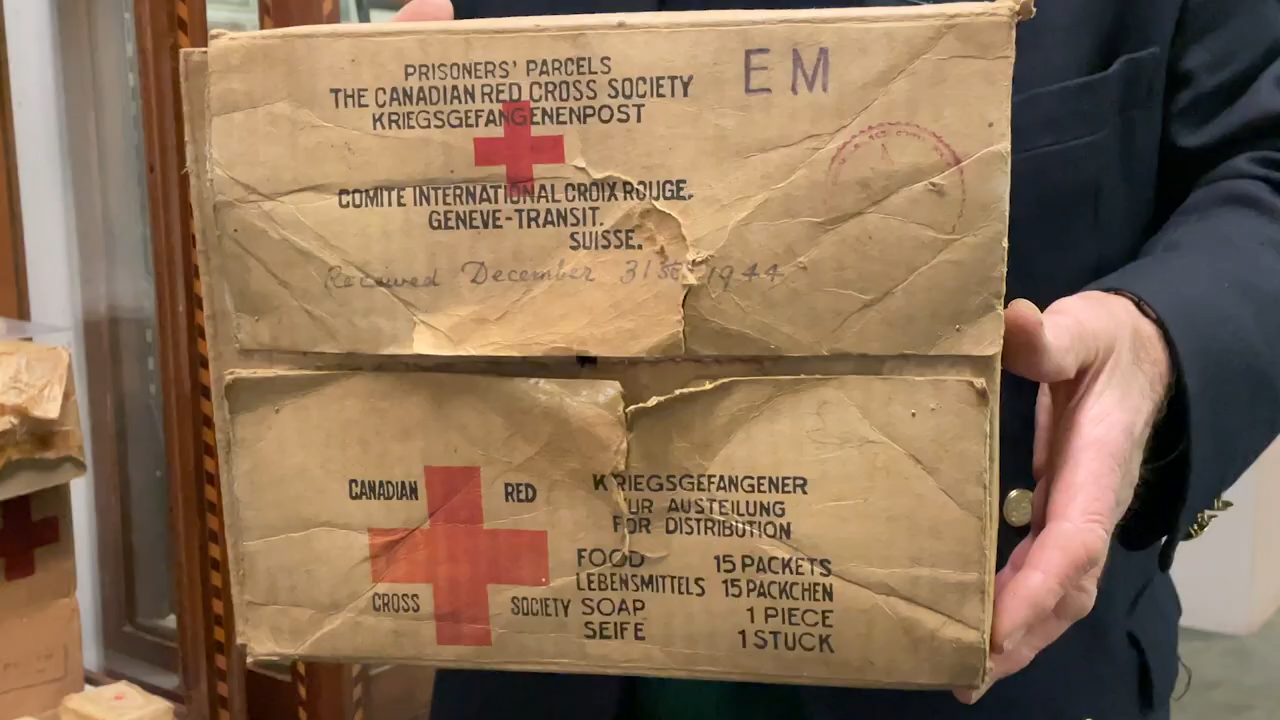 PRISONERS' PARCELS
THE CANADIAN RED CROSS SOCIETY
KRIEGSGEFANGENENPOST
EM
COMITE INTERNATIONAL CROIX ROUGE.
GENEVE-TRANSIT.
SUISSE.
Received December 31st 1944
CANADIAN RED
CROSS SOCIETY
KRIEGSGEFANGENER
UR AUSTEILUNG
FOR DISTRIBUTION
FOOD 15 PACKETS
LEBENSMITTELS 15 PACKCHEN
SOAP 1 PIECE
SEIFE 1 STUCK